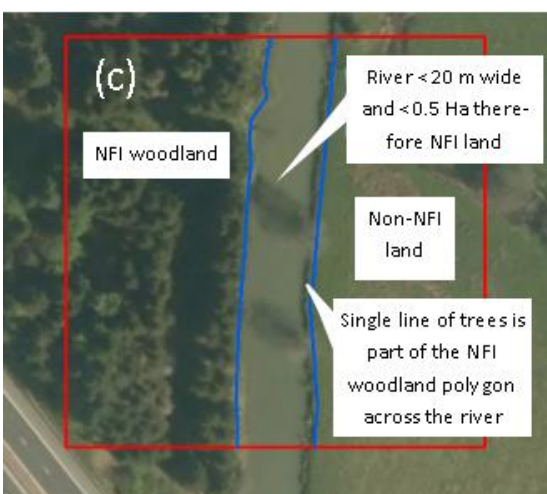 (c)
River <20 m wide
and <0.5 Ha there-
fore NFI land
NFI woodland
Non-NFI
land
Single line of trees is
part of the NFI
woodland polygon
across the river